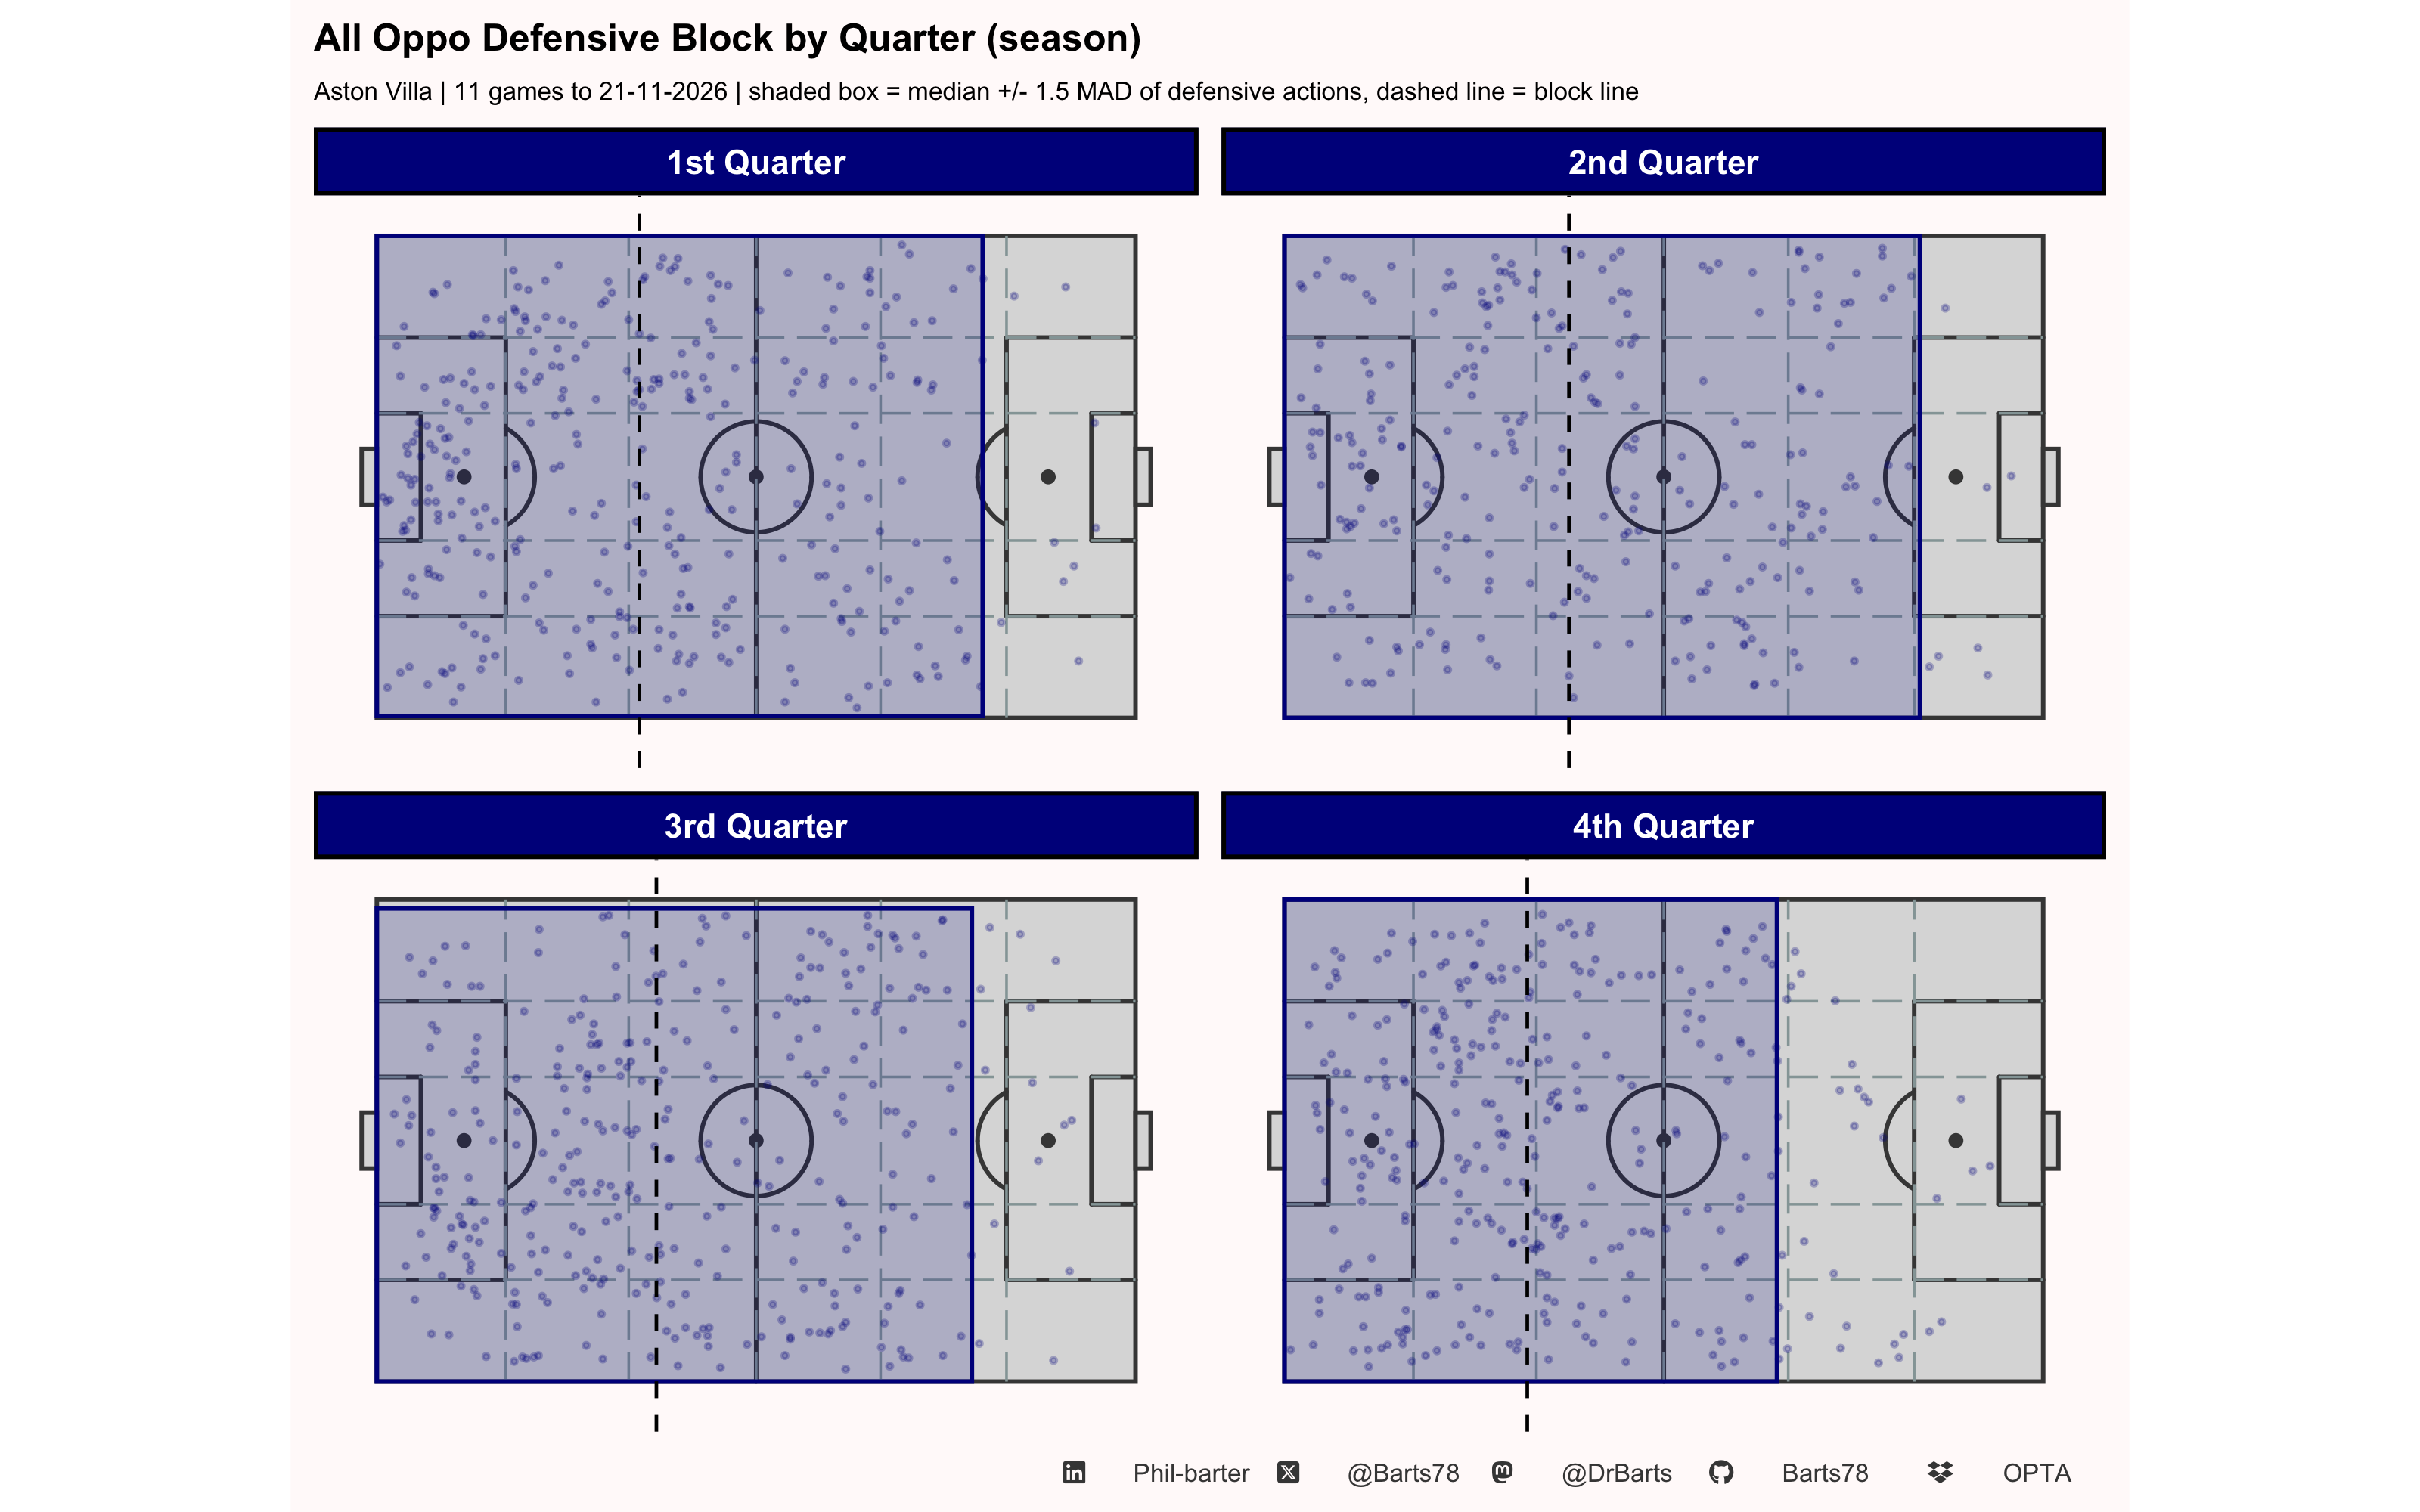 All Oppo Defensive Block by Quarter (season)
Aston Villa | 11 games to 21-11-2026 | shaded box = median +/- 1.5 MAD of defensive actions, dashed line = block line
1st Quarter
2nd Quarter
3rd Quarter
4th Quarter
Phil-barter @Barts78 @DrBarts Barts78 OPTA